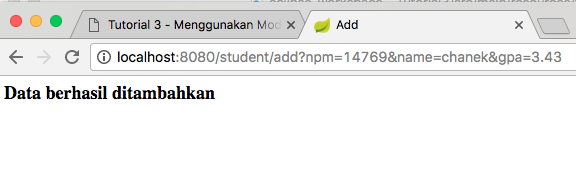 Tutorial 3 - Menggunakan Mod
Add
localhost:8080/student/add?npm=14769&name=chanek&gpa=3.43
Data berhasil ditambahkan